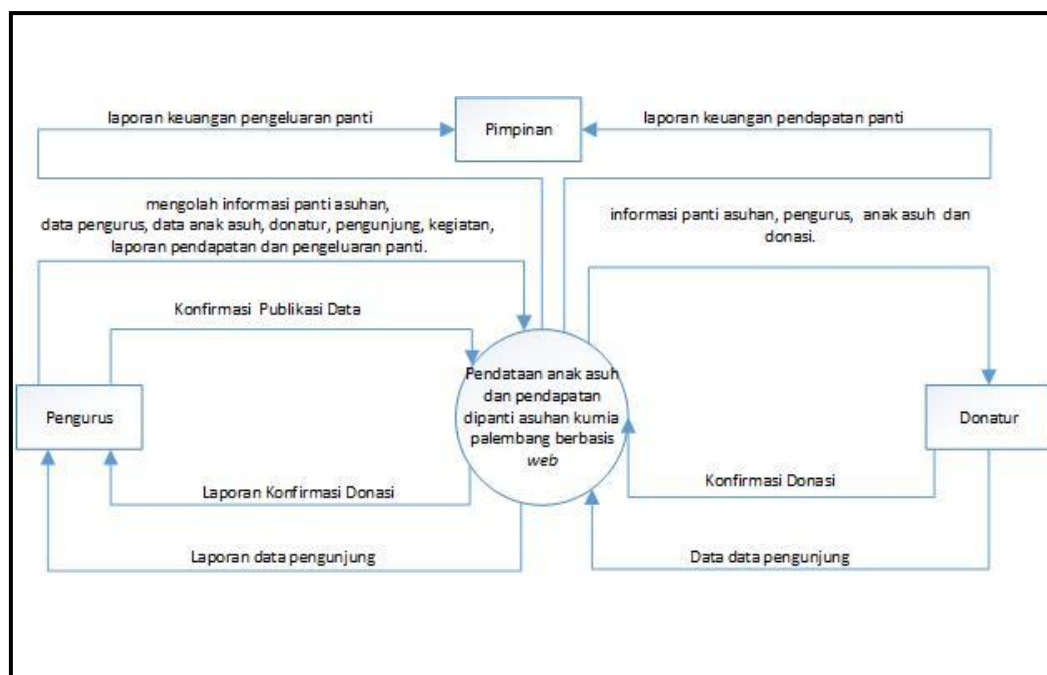 laporan keuangan pengeluaran panti
Pimpinan
laporan keuangan pendapatan panti
mengolah informasi panti asuhan,
data pengurus, data anak asuh, donatur, pengunjung, kegiatan,
laporan pendapatan dan pengeluaran panti.
informasi panti asuhan, pengurus, anak asuh dan
donasi.
Konfirmasi Publikasi Data
Pengurus
Pendataan anak asuh
dan pendapatan
dipanti asuhan kurnia
palembang berbasis
web
Donatur
Laporan Konfirmasi Donasi
Konfirmasi Donasi
Laporan data pengunjung
Data data pengunjung